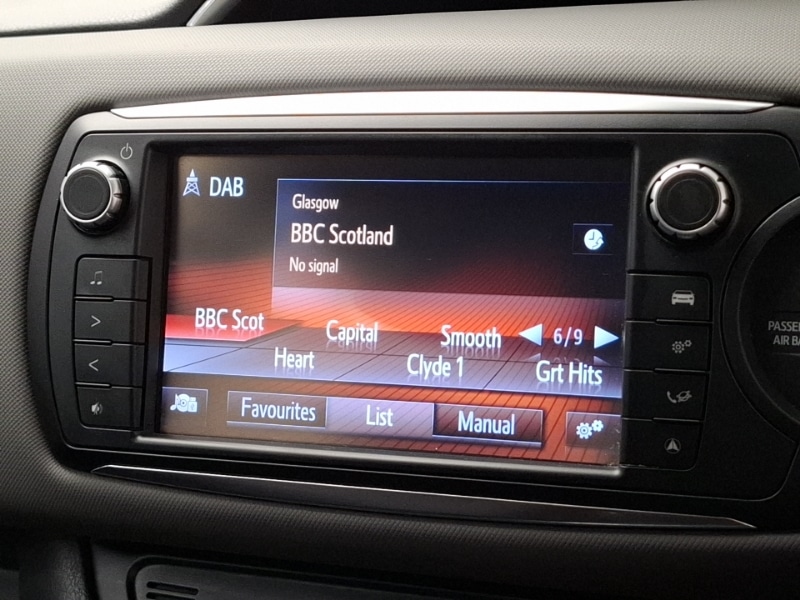 DAB
Glasgow
BBC Scotland
No signal
BBC Scot
Capital
Smooth
6/9
Heart
Clyde 1
Grt Hits
Favourites
List
Manual